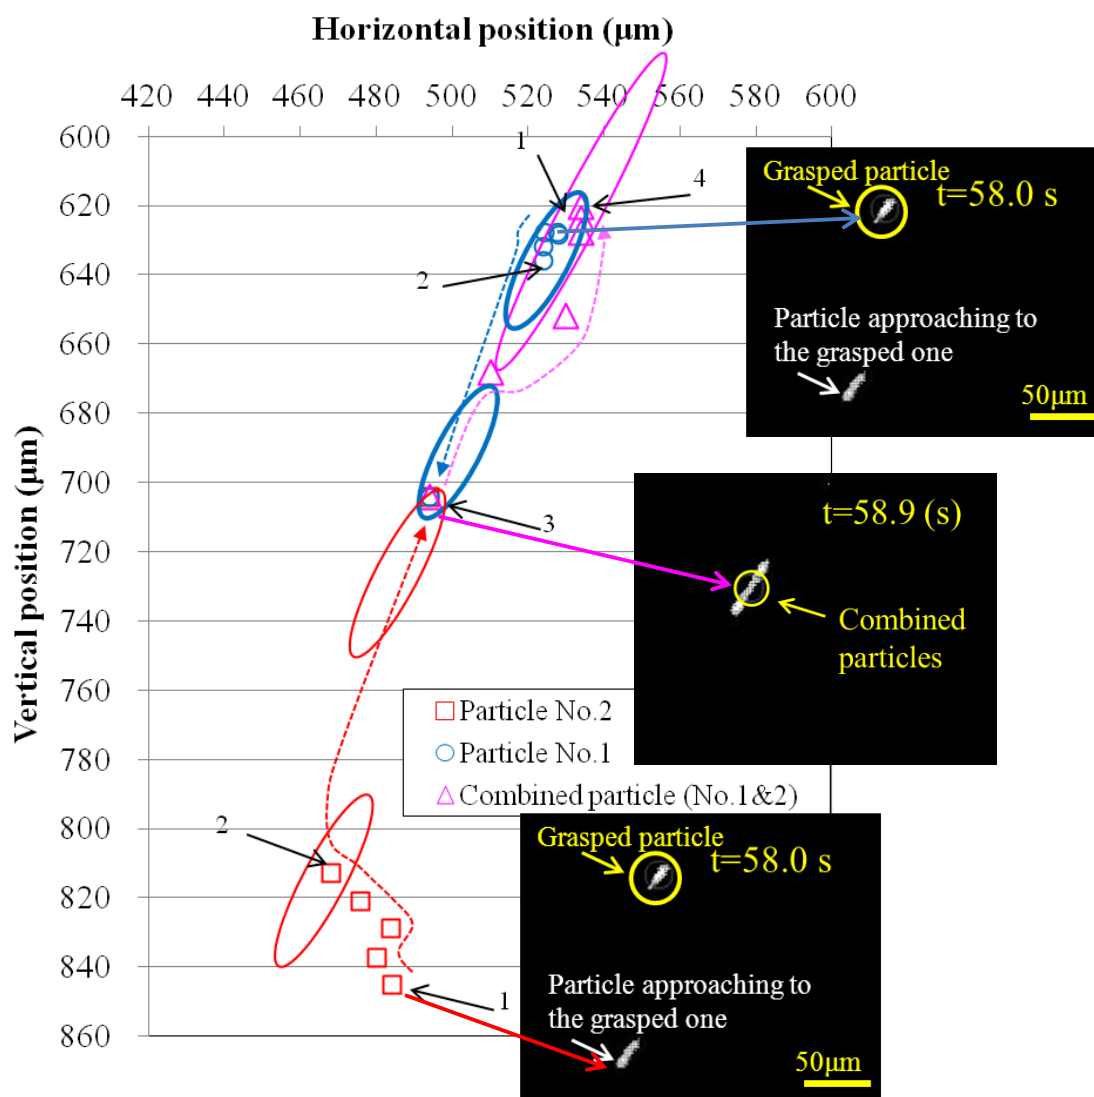 Horizontal position (μm)
420 440 460 480 500 520 540 560 580 600
Vertical position (μm)
600
620
640
660
680
700
720
740
760
780
800
820
840
860
1
4
2
3
2
1
Grasped particle
t=58.0 s
Particle approaching to
the grasped one
50μm
t=58.9 (s)
Combined
particles
Particle No.2
Particle No.1
Combined particle (No.1&2)
Grasped particle
t=58.0 s
Particle approaching to
the grasped one
50μm